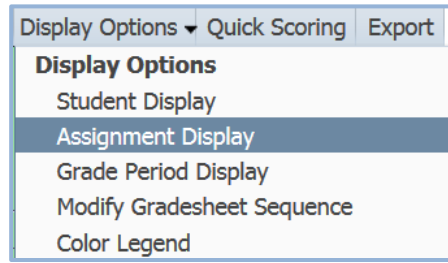 Display Options Quick Scoring Export
Display Options
Student Display
Assignment Display
Grade Period Display
Modify Gradesheet Sequence
Color Legend